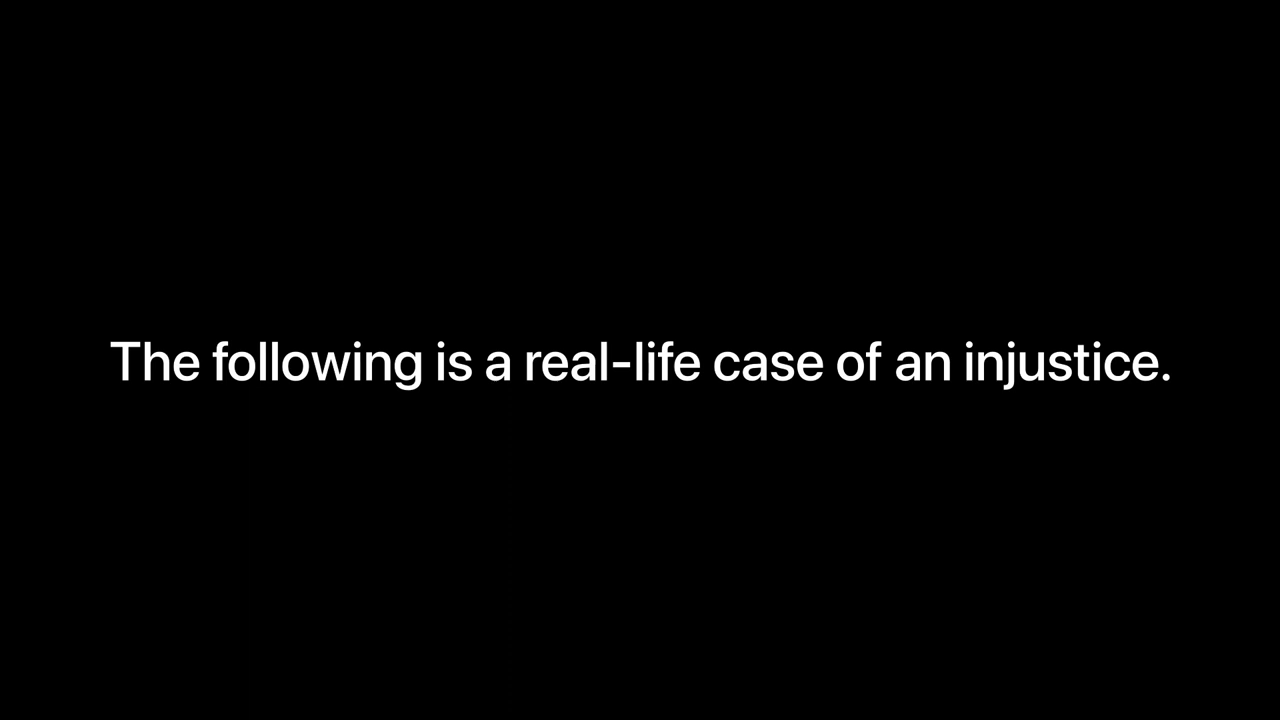 The following is a real-life case of an injustice.